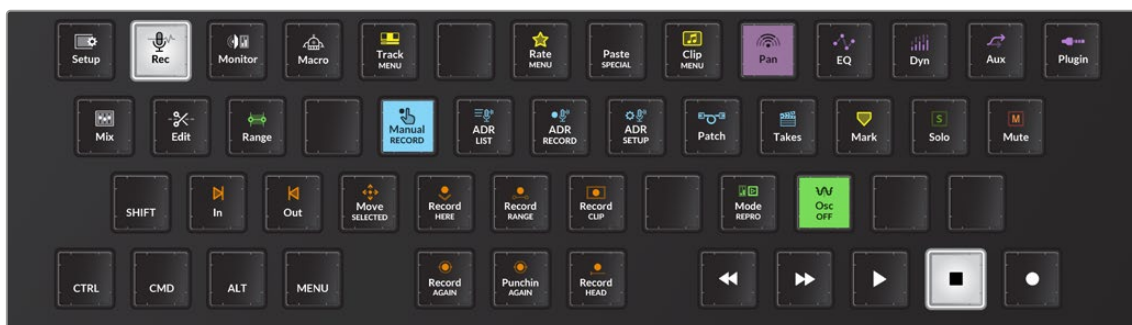 Setup
Rec
Monitor
Macro
Track
MENU
Rate
MENU
Paste
SPECIAL
Clip
MENU
Pan
EQ
Dyn
Aux
Plugin
Mix
Edit
Range
Manual
RECORD
ADR
LIST
ADR
RECORD
ADR
SETUP
Patch
Takes
Mark
S
Solo
M
Mute
SHIFT
In
Out
Move
SELECTED
Record
HERE
Record
RANGE
Record
CLIP
Mode
REPRO
Osc
OFF
CTRL
CMD
ALT
MENU
Record
AGAIN
Punchin
AGAIN
Record
HEAD